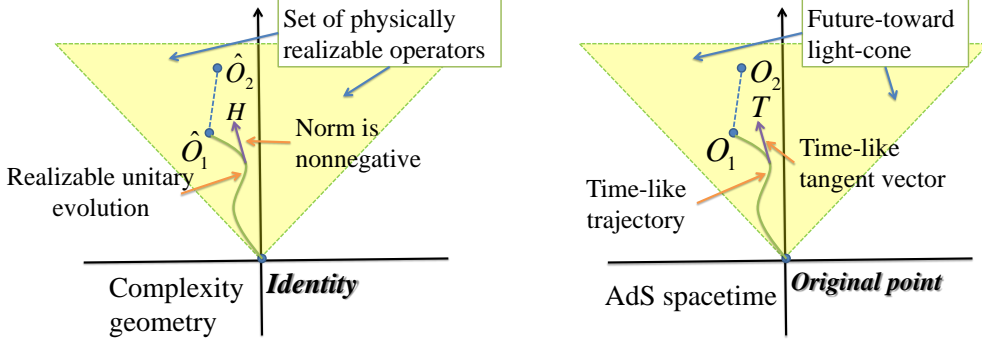 Set of physically
realizable operators
Ô₂
H
Ô₁
Norm is
nonnegative
Realizable unitary
evolution
Identity
Complexity
geometry
Future-toward
light-cone
O₂
T
O₁
Time-like
tangent vector
Time-like
trajectory
Original point
AdS spacetime